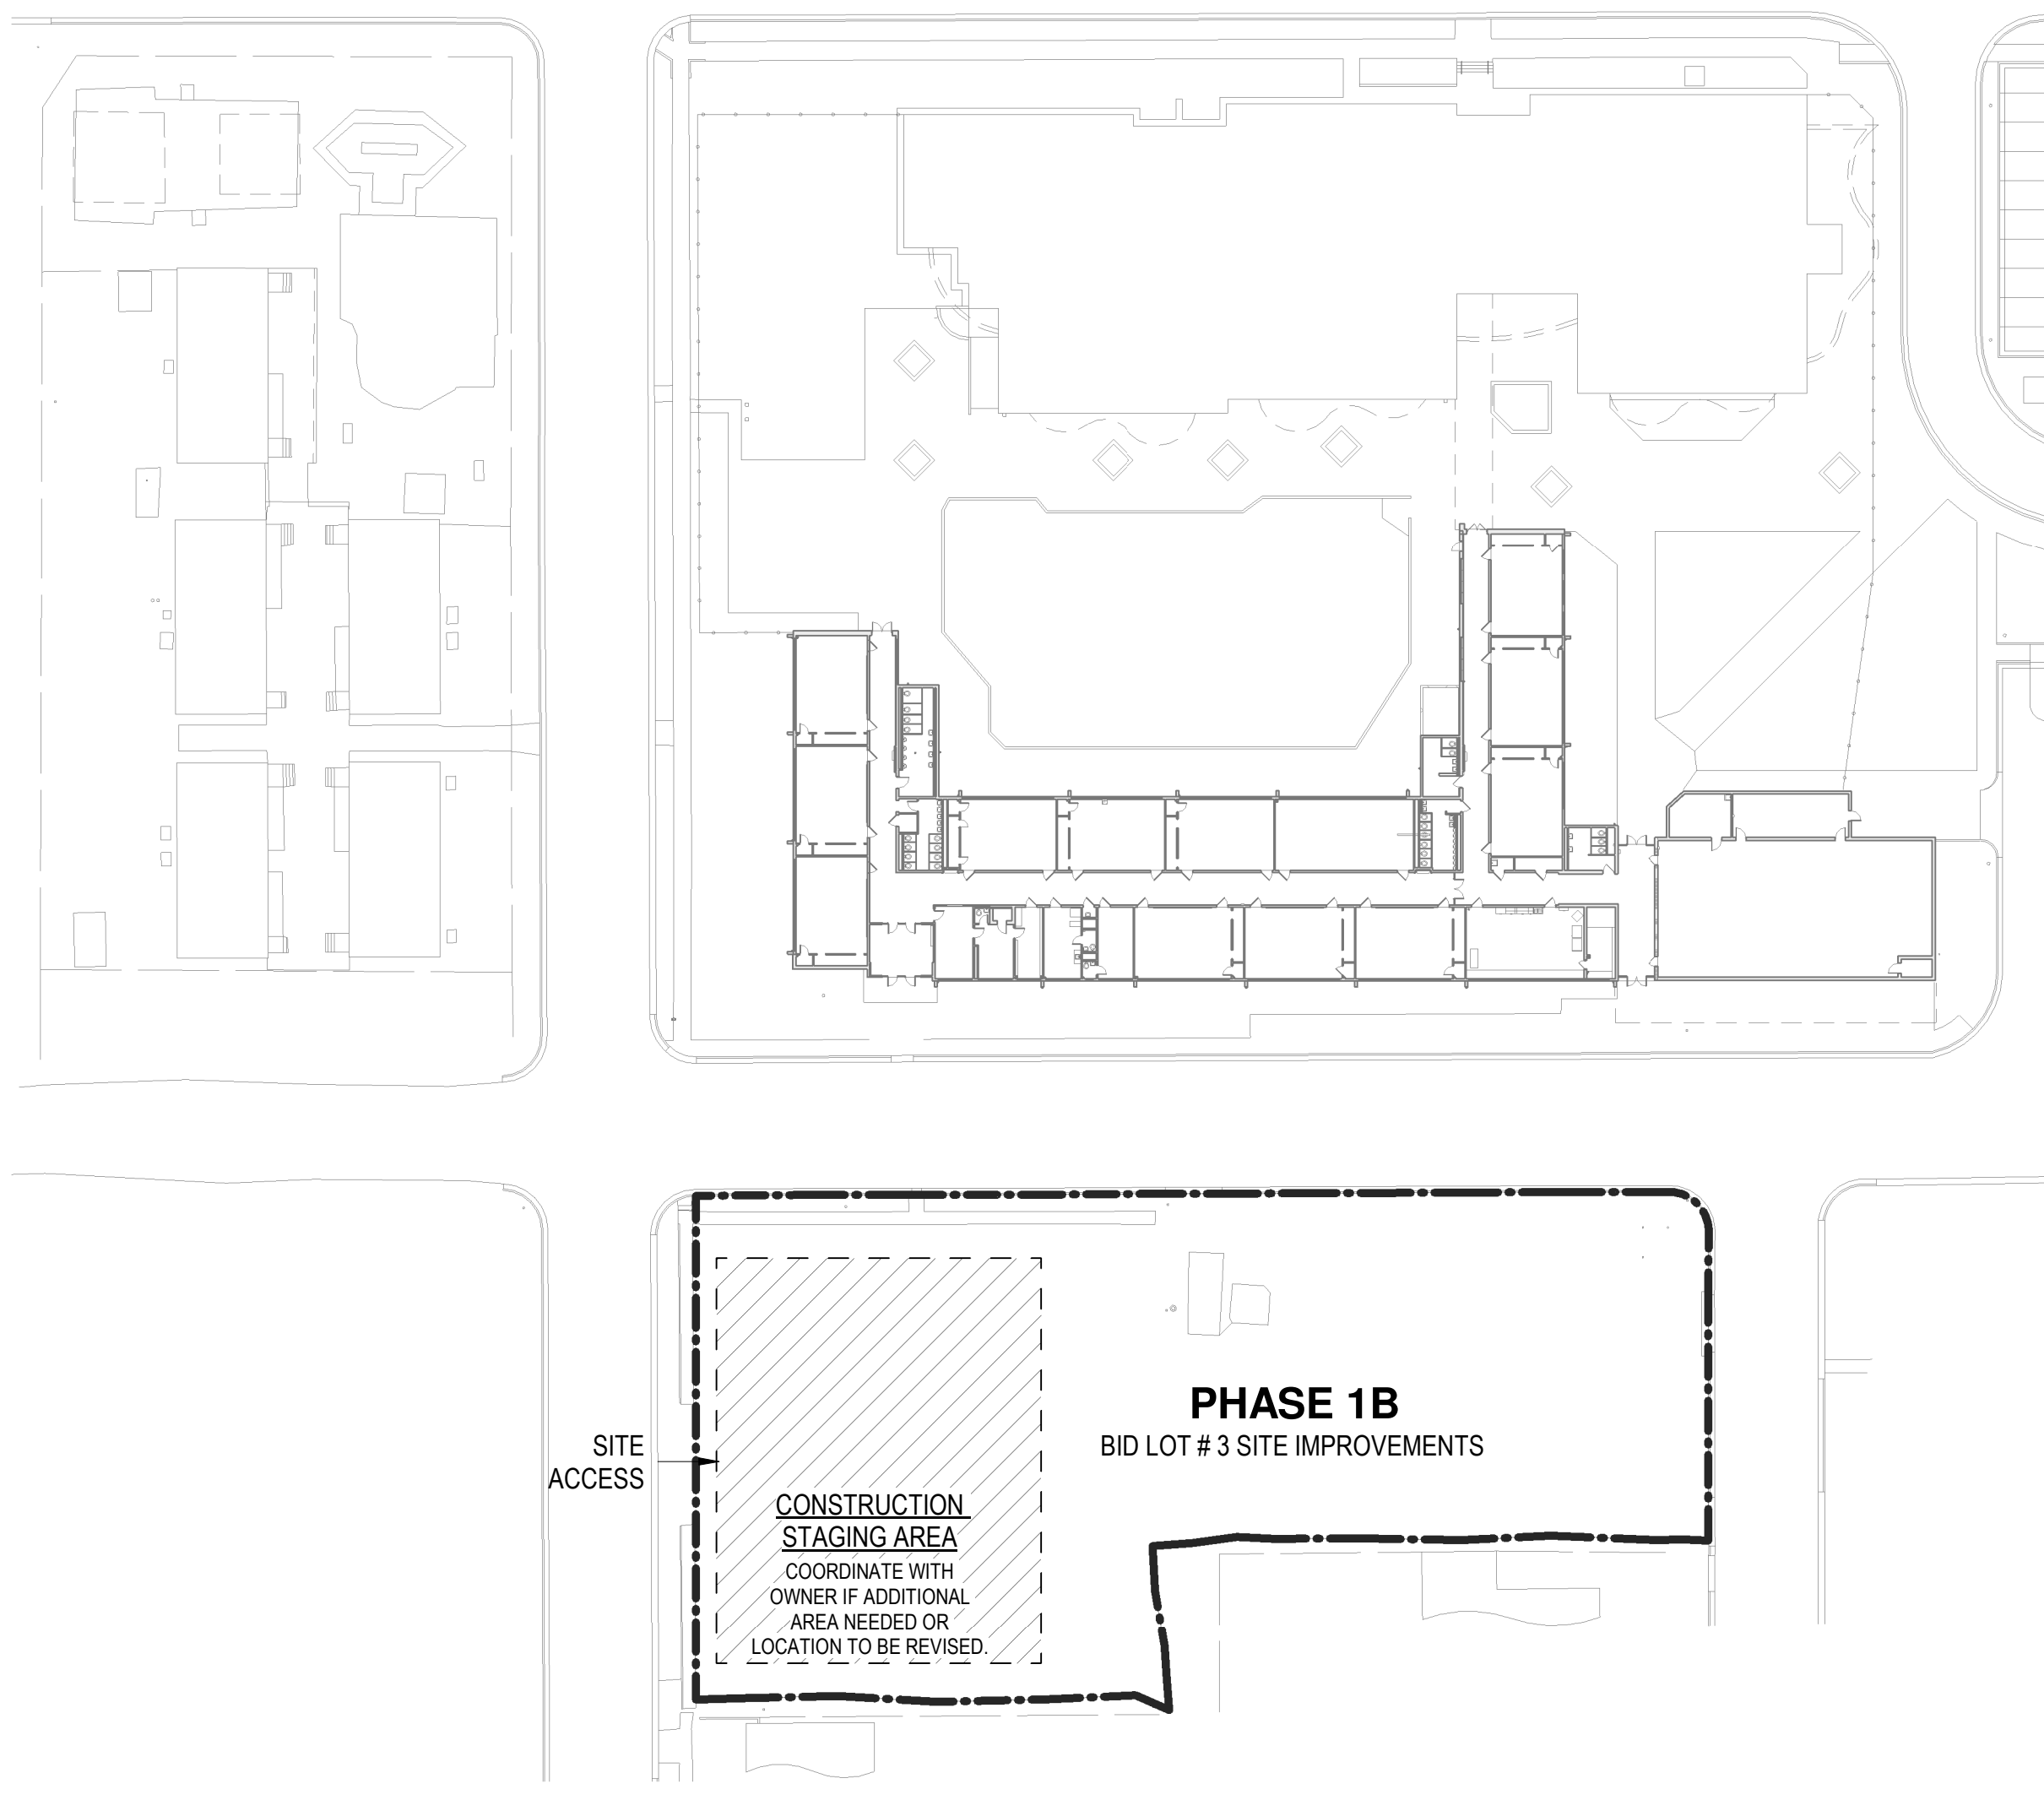 PHASE 1B
BID LOT # 3 SITE IMPROVEMENTS
SITE
ACCESS
CONSTRUCTION
STAGING AREA
COORDINATE WITH
OWNER IF ADDITIONAL
AREA NEEDED OR
LOCATION TO BE REVISED.